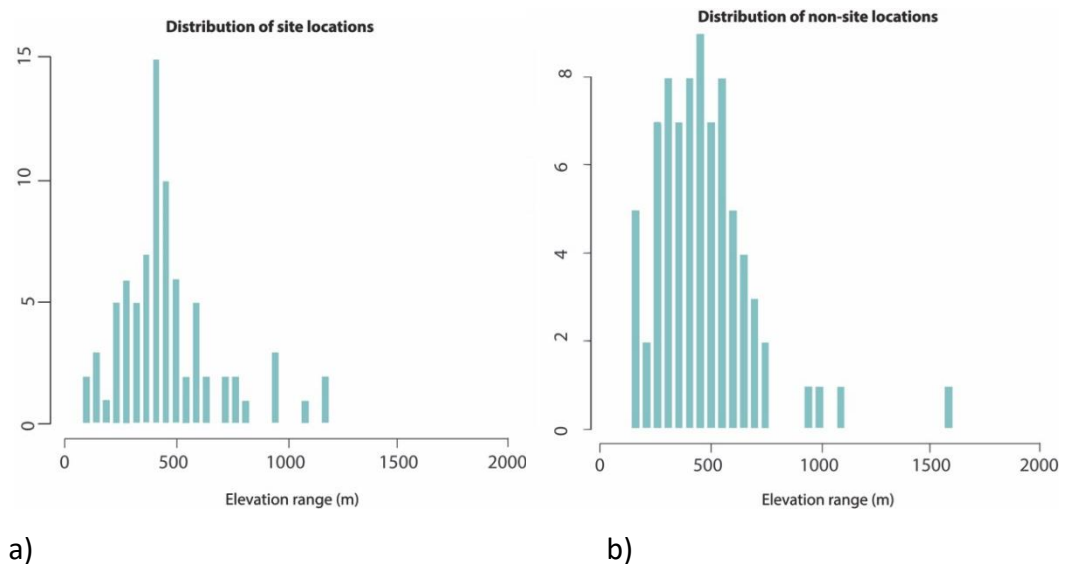 Distribution of site locations
15
10
5
0
0 500 1000 1500 2000
Elevation range (m)
a)
Distribution of non-site locations
8
6
4
2
0
0 500 1000 1500 2000
Elevation range (m)
b)